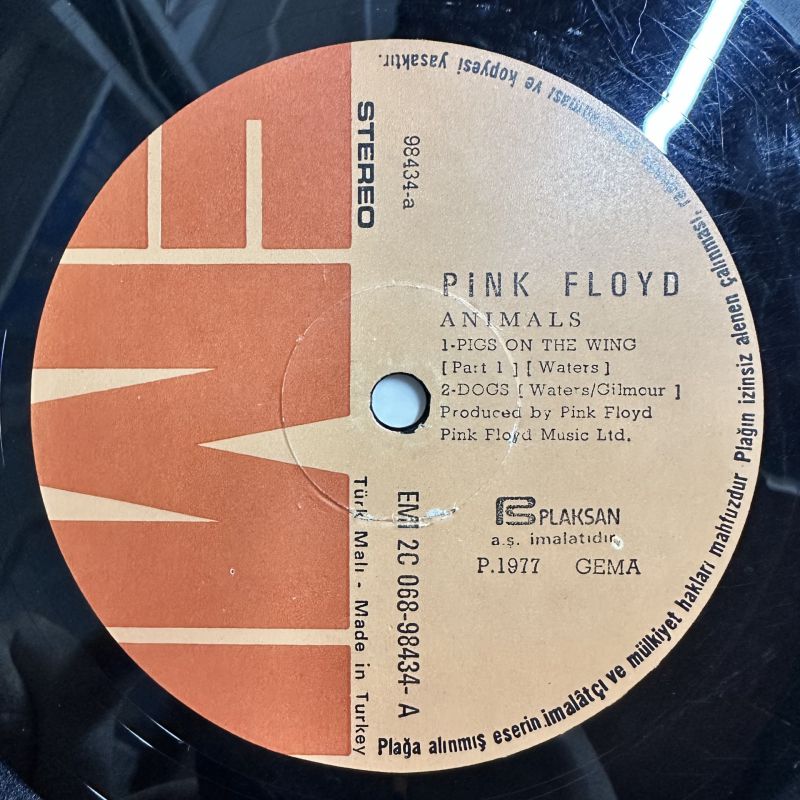 EMI
STEREO
98434-a
PiNK FLOYD
ANIMALS
1-PIGS ON THE WING
[ Part 1 ] [ Waters ]
2-DOGS [ Waters/Gilmour ]
Produced by Pink Floyd
Pink Floyd Music Ltd.
PLAKSAN
a.ş. imalatıdır.
P.1977 GEMA
EMI 2C 068-98434- A
Türk Malı - Made in Turkey
Plağa alınmış eserin imalâtçı ve mülkiyet hakları mahfuzdur Plağın izinsiz alenen çalınması, ve kopyesi yasaktır.